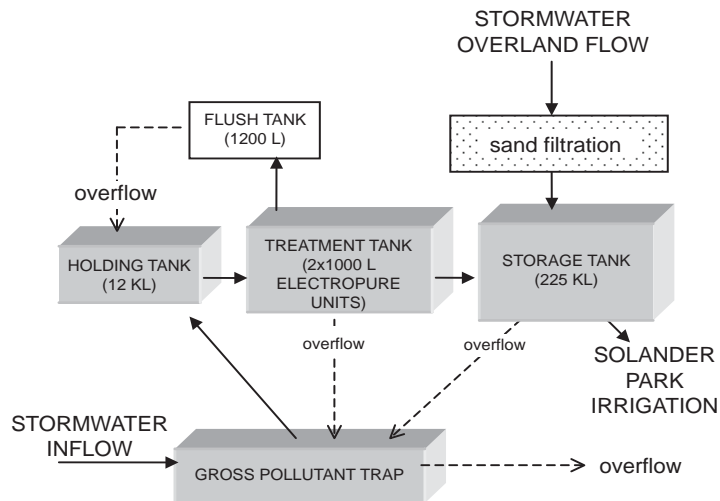 STORMWATER
OVERLAND FLOW
FLUSH TANK
(1200 L)
sand filtration
overflow
HOLDING TANK
(12 KL)
TREATMENT TANK
(2x1000 L
ELECTROPURE
UNITS)
STORAGE TANK
(225 KL)
overflow
overflow
SOLANDER
PARK
IRRIGATION
STORMWATER
INFLOW
GROSS POLLUTANT TRAP
overflow